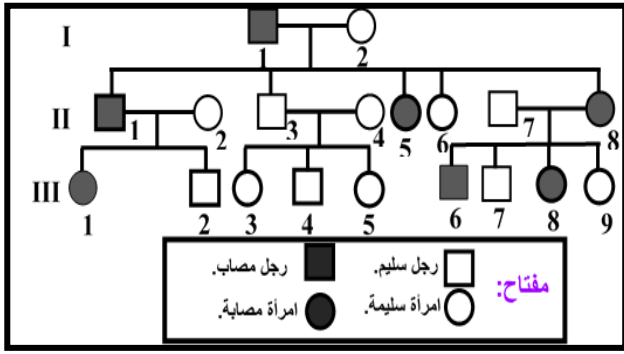 I
1 2
II
1 2 3 4 5 6 7 8
III
1 2 3 4 5 6 7 8 9
مفتاح:
رجل سليم. رجل مصاب.
امرأة سليمة. امرأة مصابة.